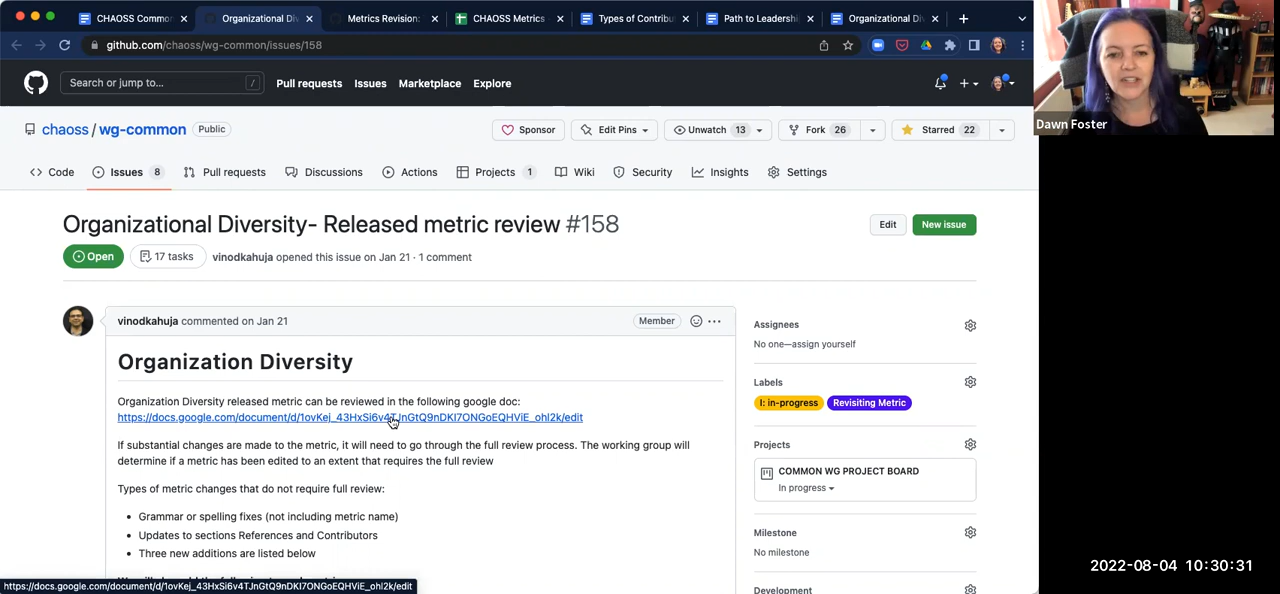 CHAOSS Common
Organizational Div
Metrics Revision:
CHAOSS Metrics
Types of Contribu
Path to Leadership
Organizational Di
github.com/chaoss/wg-common/issues/158
Search or jump to...
/
Pull requests
Issues
Marketplace
Explore
chaoss / wg-common
Public
Sponsor
Edit Pins
Unwatch 13
Fork 26
Starred 22
Code
Issues 8
Pull requests
Discussions
Actions
Projects 1
Wiki
Security
Insights
Settings
Organizational Diversity- Released metric review #158
Edit
New issue
Open
17 tasks
vinodkahuja opened this issue on Jan 21 · 1 comment
vinodkahuja commented on Jan 21
Member
Organization Diversity
Organization Diversity released metric can be reviewed in the following google doc:
https://docs.google.com/document/d/1ovKej_43HxSi6v4TJnGtQ9nDKI7ONGoEQHViE_ohI2k/edit
If substantial changes are made to the metric, it will need to go through the full review process. The working group will
determine if a metric has been edited to an extent that requires the full review
Types of metric changes that do not require full review:
• Grammar or spelling fixes (not including metric name)
• Updates to sections References and Contributors
• Three new additions are listed below
Assignees
No one—assign yourself
Labels
I: in-progress
Revisiting Metric
Projects
COMMON WG PROJECT BOARD
In progress
Milestone
No milestone
Development
https://docs.google.com/document/d/1ovKej_43HxSi6v4TJnGtQ9nDKI7ONGoEQHViE_ohI2k/edit
Dawn Foster
2022-08-04 10:30:31